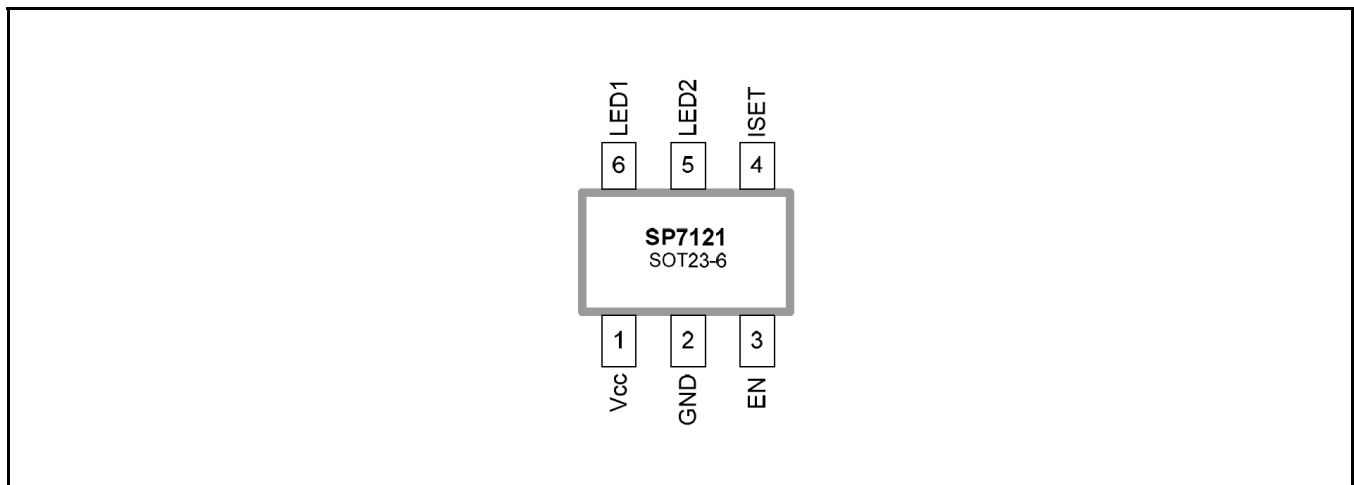 LED1
LED2
ISET
6
5
4
SP7121
SOT23-6
1
2
3
Vcc
GND
EN